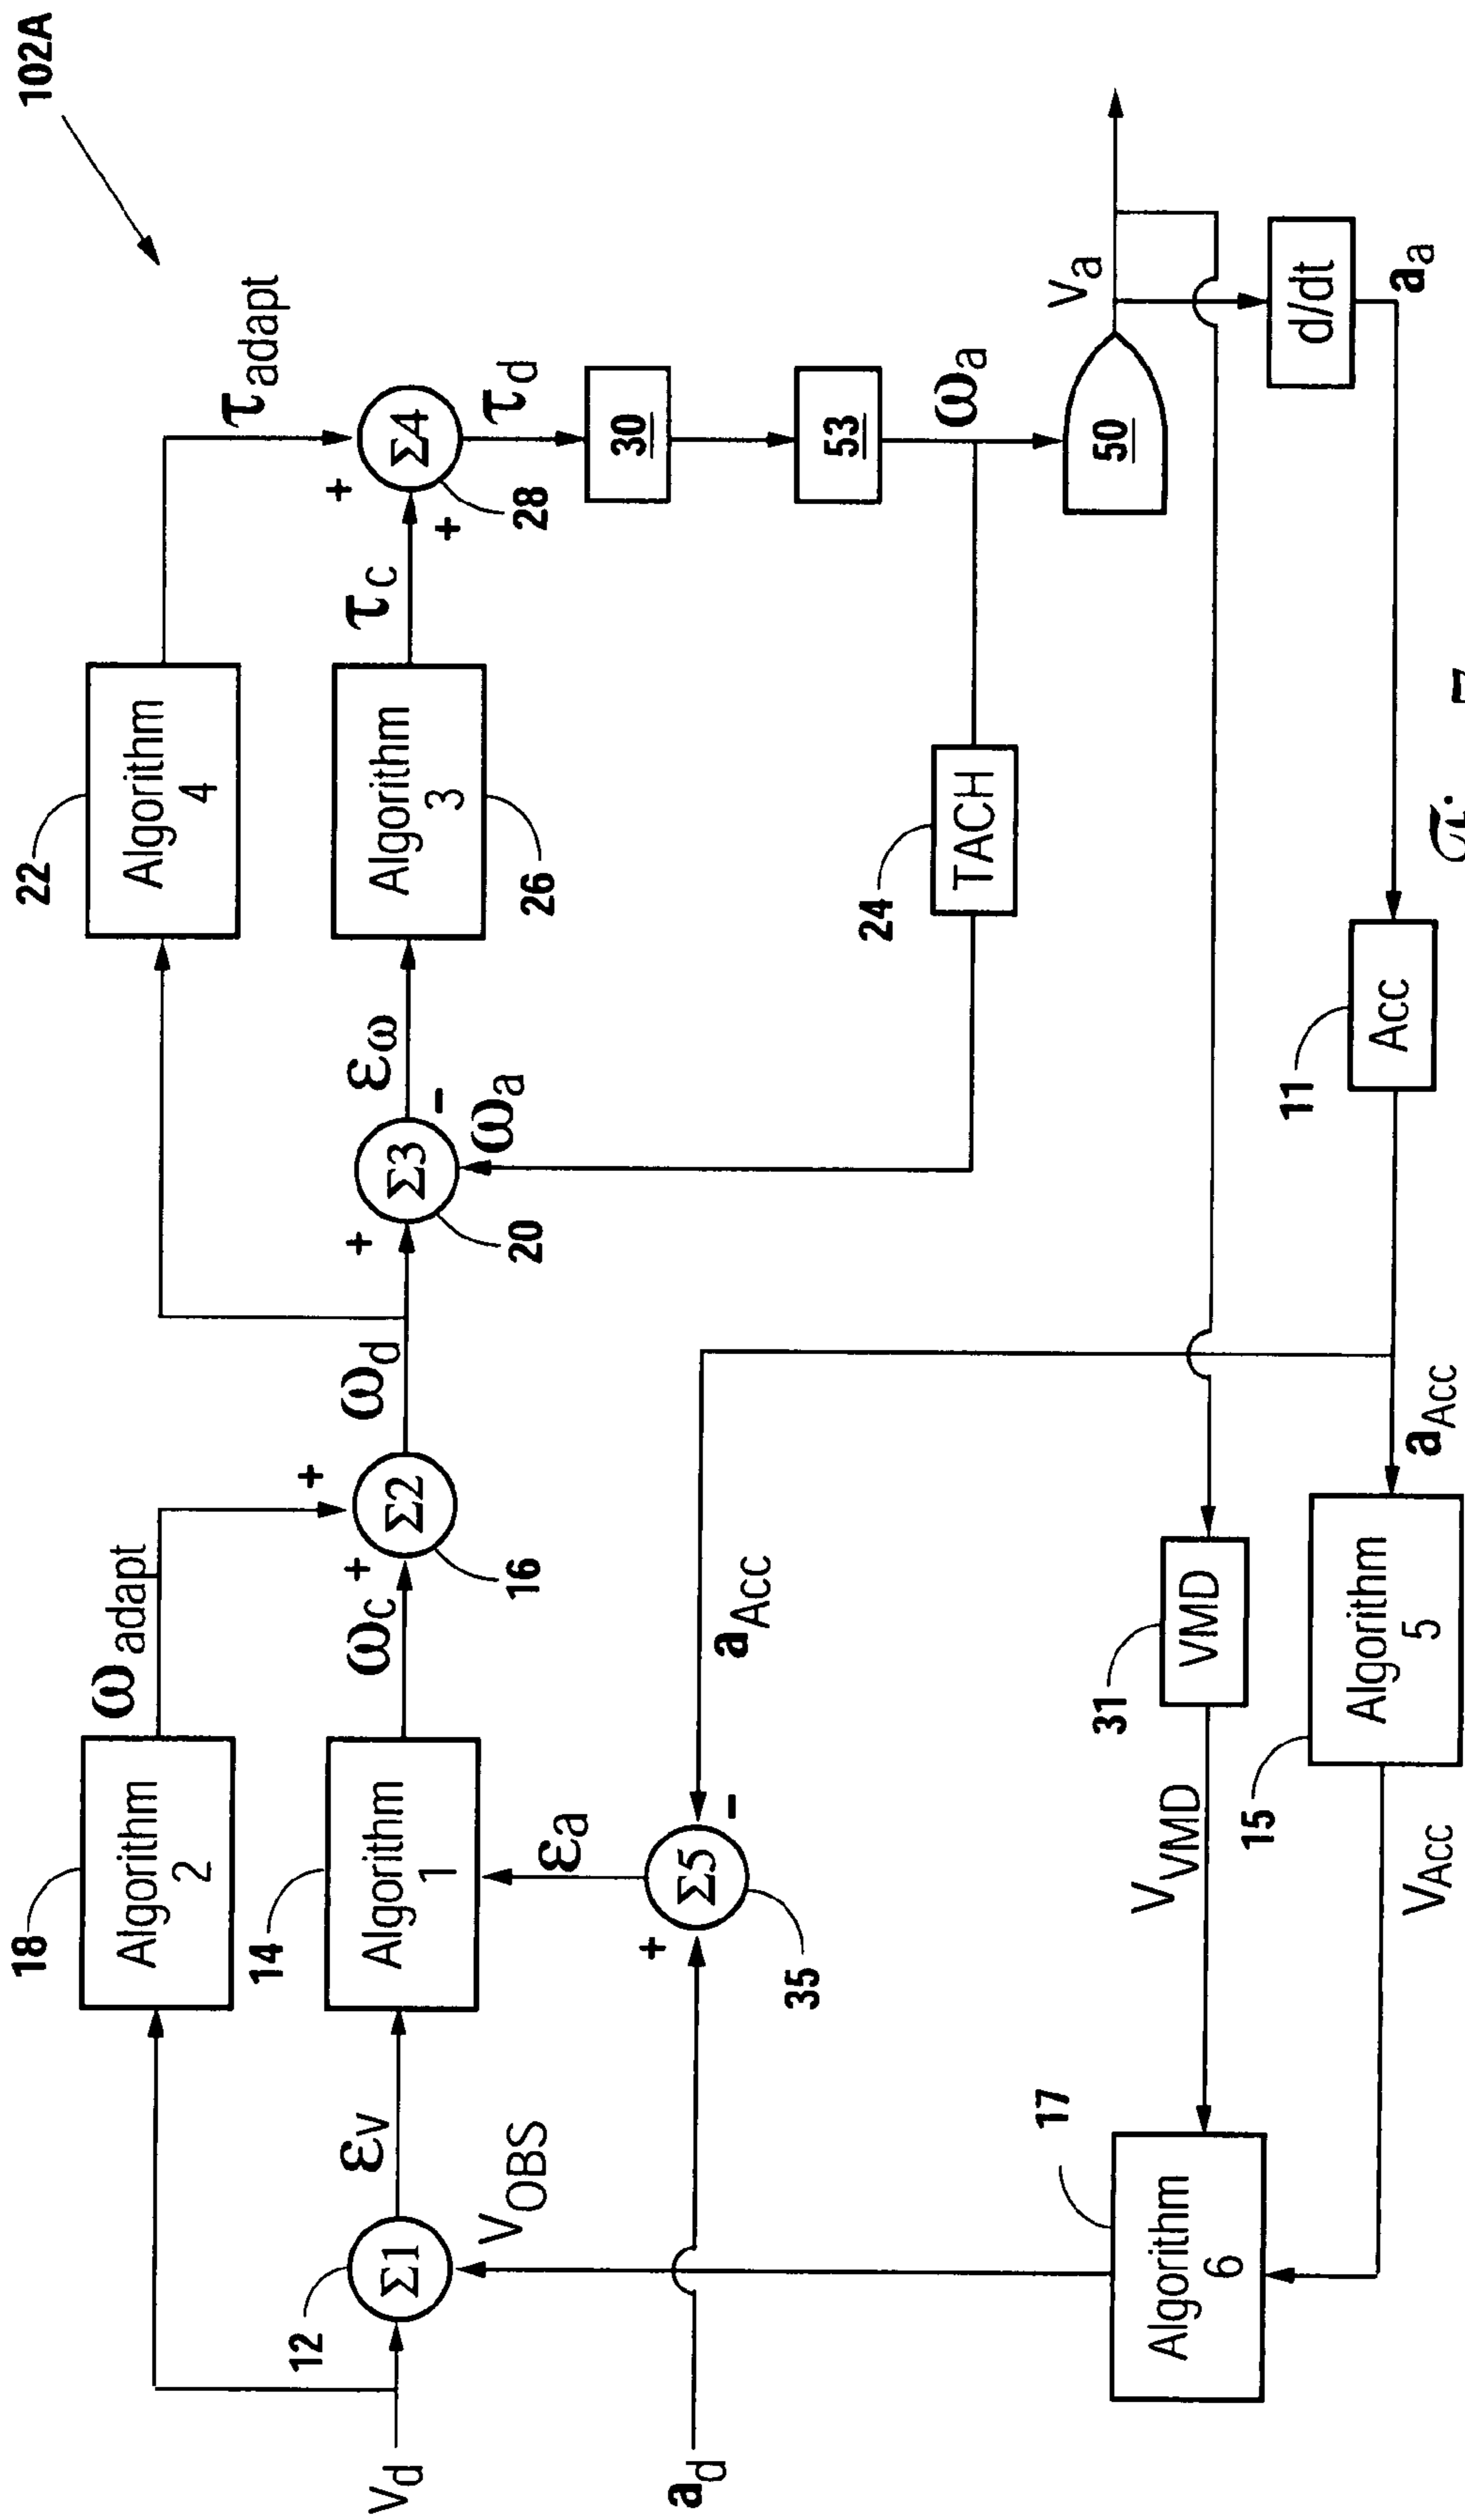 102A
22
Algorithm
4
τadapt
18
Algorithm
2
ω adapt
Σ4
+
+
28
τd
τc
Algorithm
3
26
εω
Σ3
+
-
20
ωa
ωd
Σ2
+
+
16
ωc
14
Algorithm
1
εv
12
Σ1
Vd
VOBS
εa
Σ5
+
-
35
aAcc
ad
30
53
ωa
24
TACH
50
Va
d/dt
aa
11
Acc
aAcc
31
VMD
VVMD
15
Algorithm
5
VAcc
17
Algorithm
6